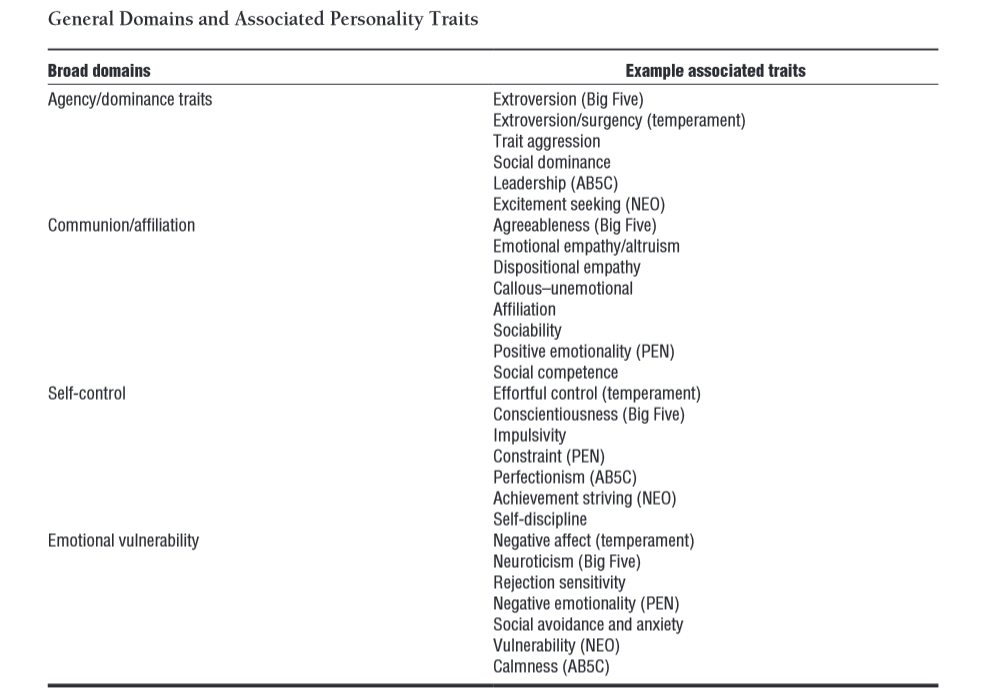 General Domains and Associated Personality Traits
Broad domains Example associated traits
Agency/dominance traits Extroversion (Big Five)
Extroversion/surgency (temperament)
Trait aggression
Social dominance
Leadership (AB5C)
Excitement seeking (NEO)
Communion/affiliation Agreeableness (Big Five)
Emotional empathy/altruism
Dispositional empathy
Callous–unemotional
Affiliation
Sociability
Positive emotionality (PEN)
Social competence
Self-control Effortful control (temperament)
Conscientiousness (Big Five)
Impulsivity
Constraint (PEN)
Perfectionism (AB5C)
Achievement striving (NEO)
Self-discipline
Emotional vulnerability Negative affect (temperament)
Neuroticism (Big Five)
Rejection sensitivity
Negative emotionality (PEN)
Social avoidance and anxiety
Vulnerability (NEO)
Calmness (AB5C)